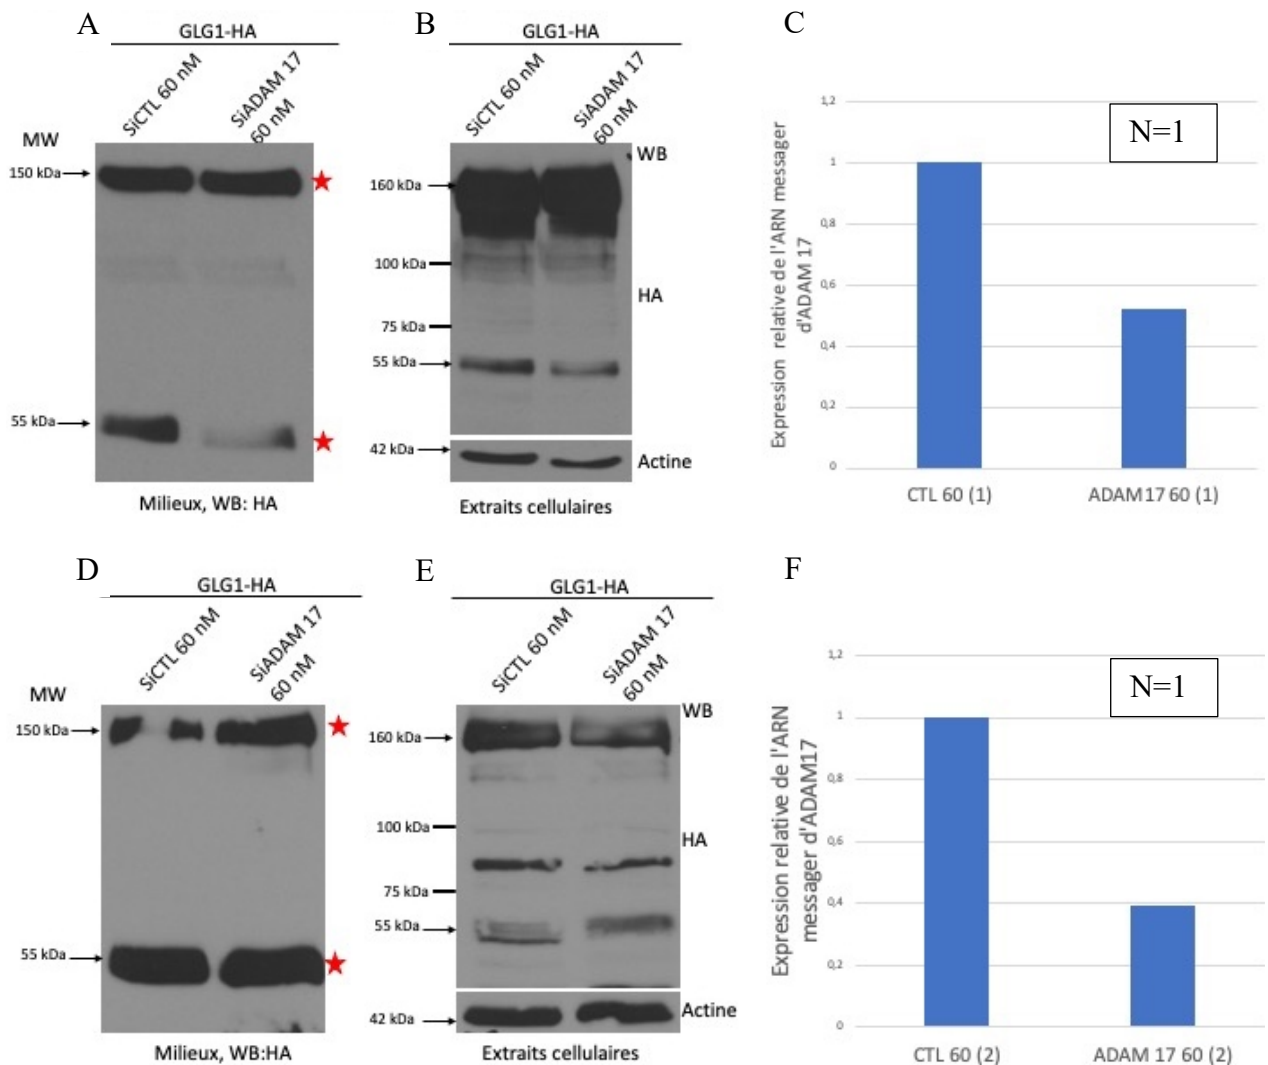 A
GLG1-HA
SiCTL 60 nM
SiADAM 17
60 nM
MW
150 kDa
55 kDa
Milieux, WB: HA
B
GLG1-HA
SiCTL 60 nM
SiADAM 17
60 nM
WB
160 kDa
100 kDa
HA
75 kDa
55 kDa
42 kDa
Actine
Extraits cellulaires
C
N=1
Expression relative de l'ARN messager
d'ADAM 17
1,2
1
0,8
0,6
0,4
0,2
0
CTL 60 (1)
ADAM17 60 (1)
D
GLG1-HA
SiCTL 60 nM
SiADAM 17
60 nM
MW
150 kDa
55 kDa
Milieux, WB:HA
E
GLG1-HA
SiCTL 60 nM
SiADAM 17
60 nM
WB
160 kDa
100 kDa
HA
75 kDa
55 kDa
42 kDa
Actine
Extraits cellulaires
F
N=1
Expression relative de l'ARN
messager d'ADAM17
1,2
1
0,8
0,6
0,4
0,2
0
CTL 60 (2)
ADAM 17 60 (2)